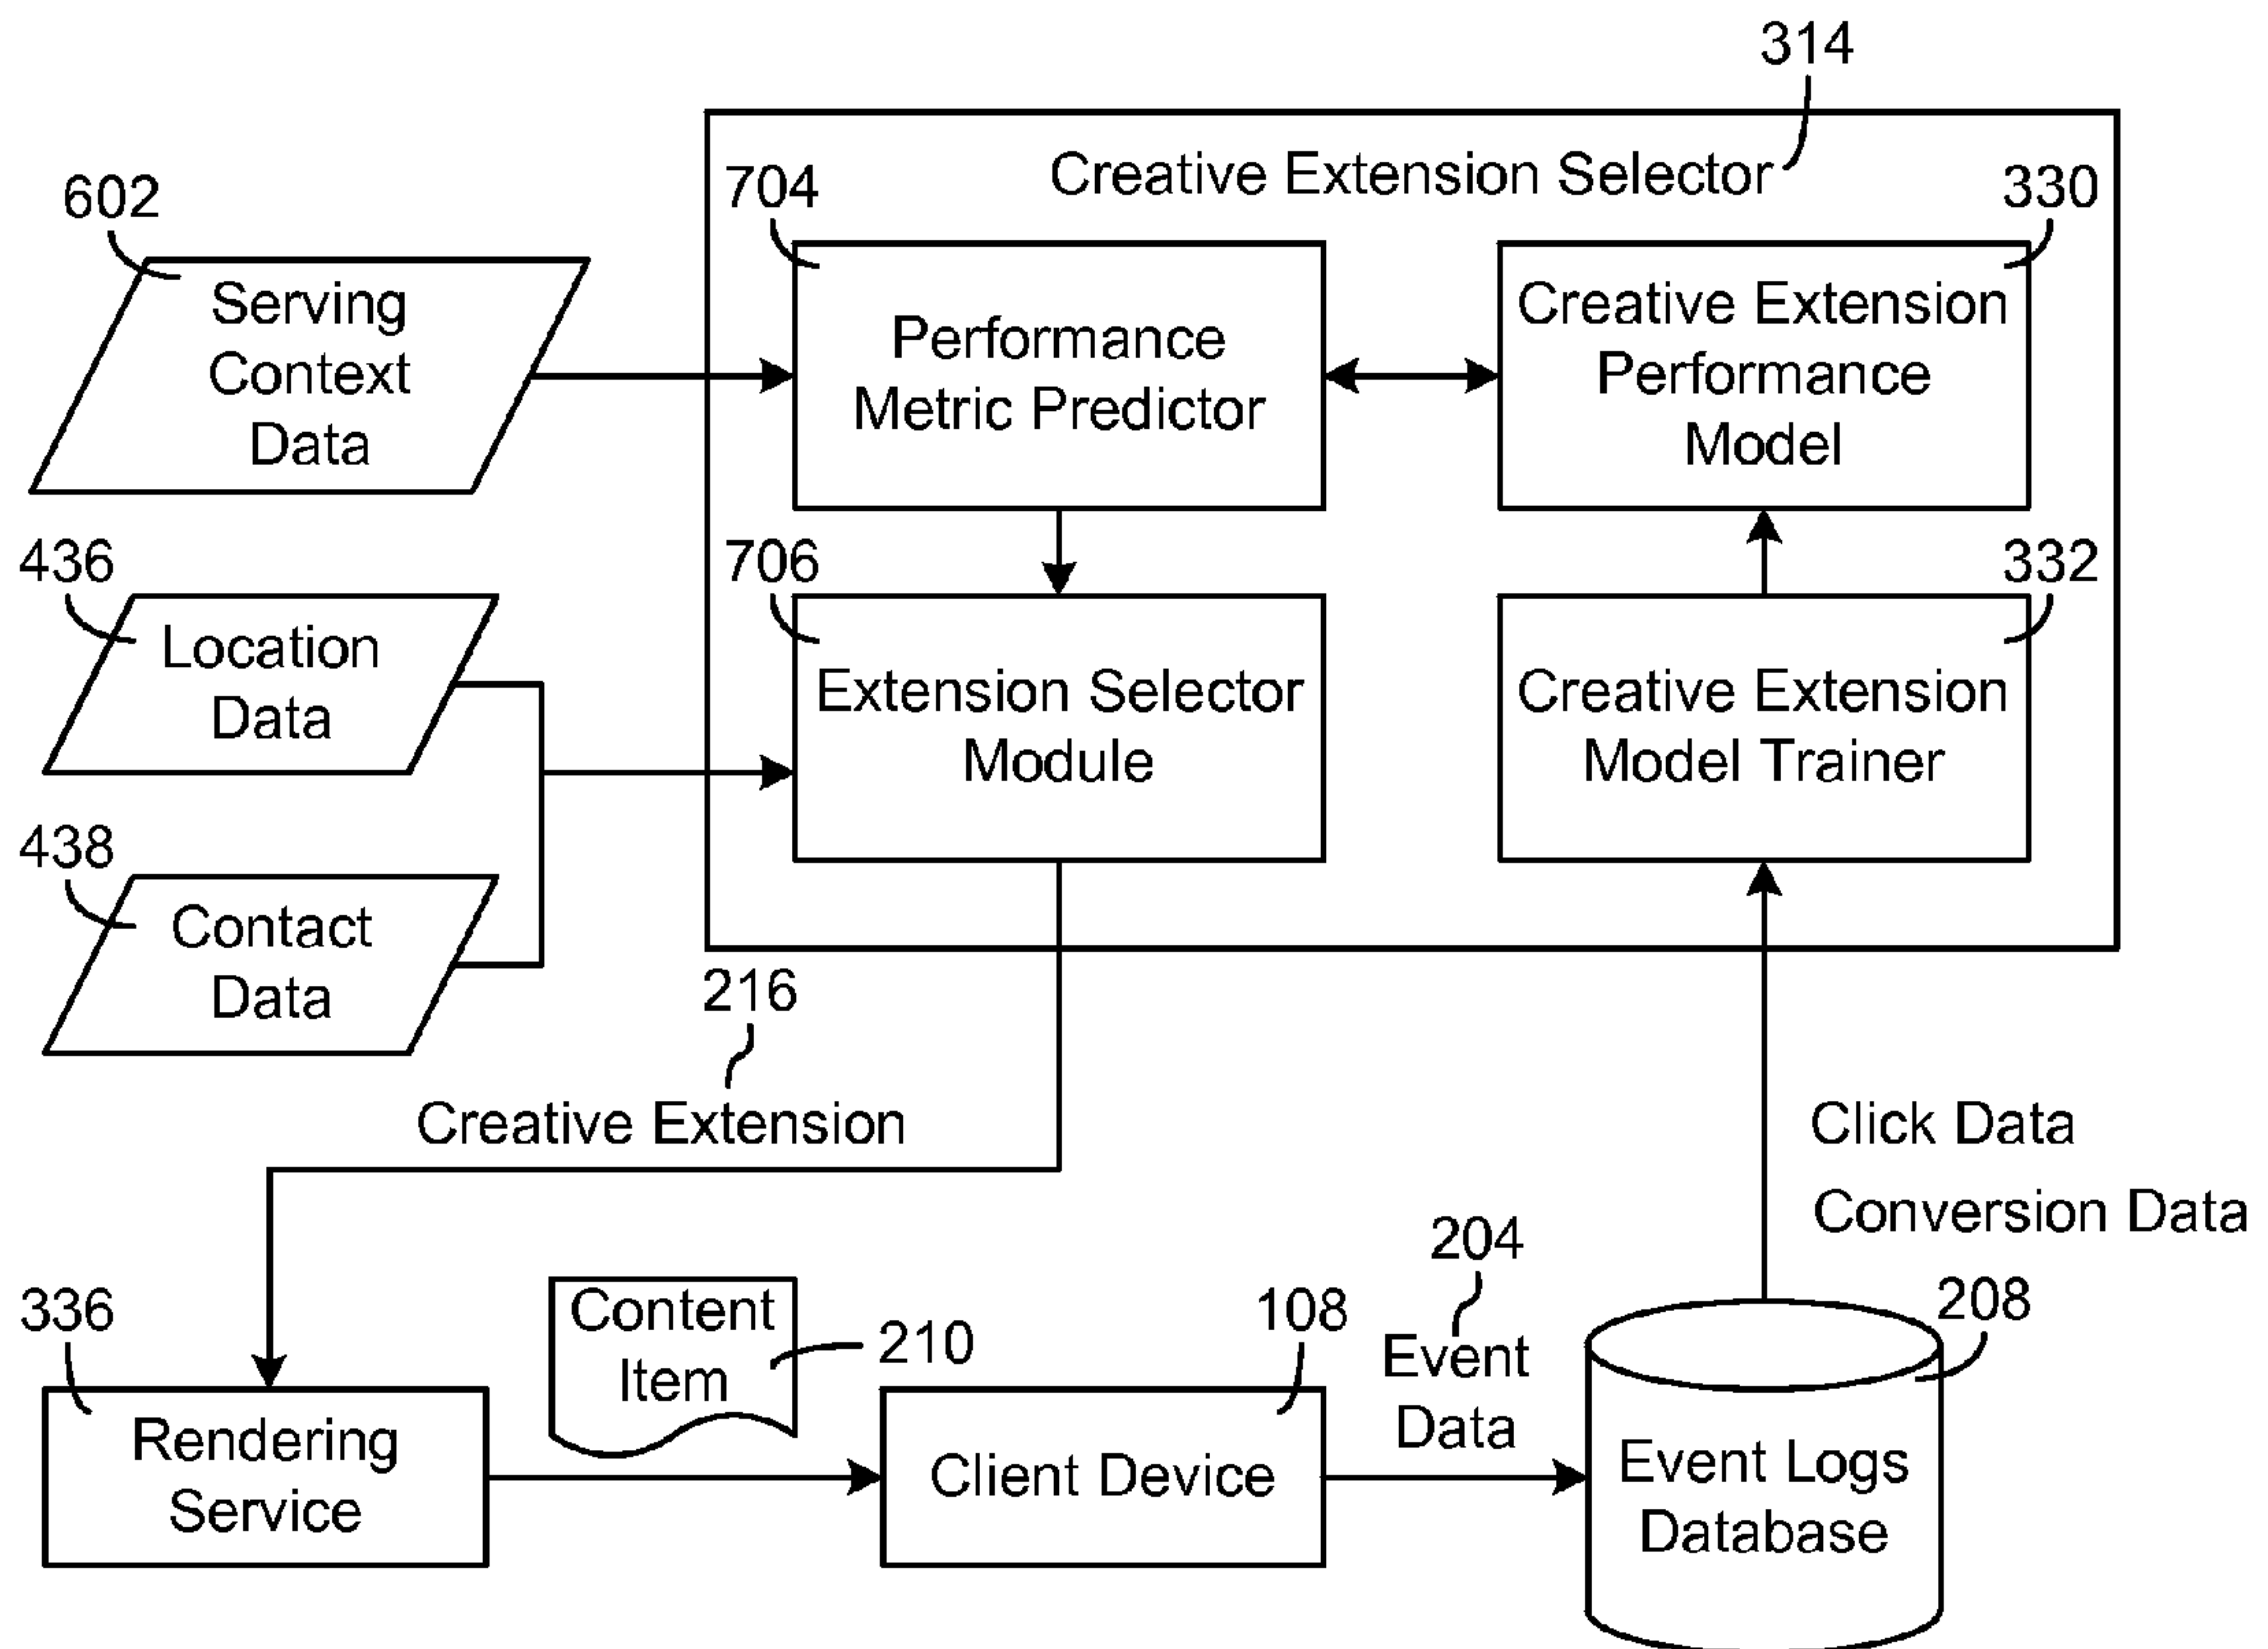 314
Creative Extension Selector
602
704
330
Serving
Context
Data
Performance
Metric Predictor
Creative Extension
Performance
Model
436
706
332
Location
Data
Extension Selector
Module
Creative Extension
Model Trainer
438
Contact
Data
216
Creative Extension
Click Data
Conversion Data
336
Rendering
Service
Content
Item
210
108
Client Device
204
Event
Data
208
Event Logs
Database